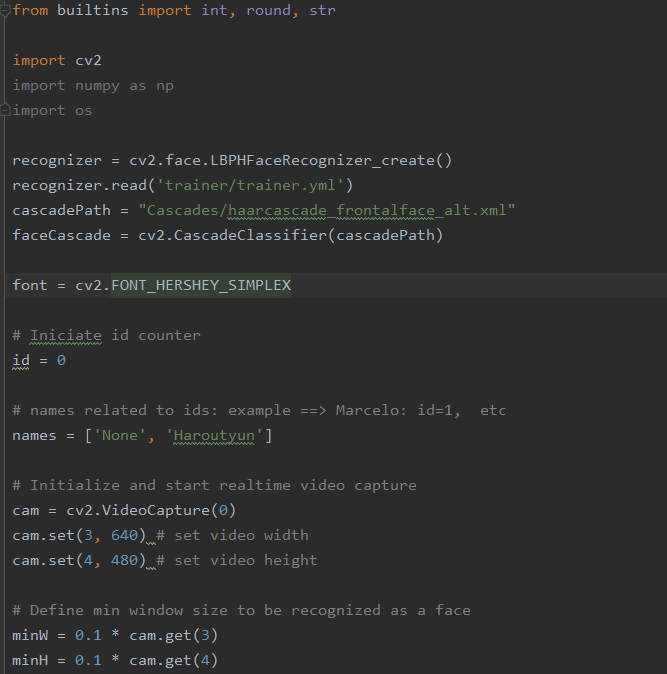 from builtins import int, round, str
import cv2
import numpy as np
import os
recognizer = cv2.face.LBPHFaceRecognizer_create()
recognizer.read('trainer/trainer.yml')
cascadePath = "Cascades/haarcascade_frontalface_alt.xml"
faceCascade = cv2.CascadeClassifier(cascadePath)
font = cv2.FONT_HERSHEY_SIMPLEX
# Iniciate id counter
id = 0
# names related to ids: example ==> Marcelo: id=1,  etc
names = ['None', 'Haroutyun']
# Initialize and start realtime video capture
cam = cv2.VideoCapture(0)
cam.set(3, 640) # set video width
cam.set(4, 480) # set video height
# Define min window size to be recognized as a face
minW = 0.1 * cam.get(3)
minH = 0.1 * cam.get(4)